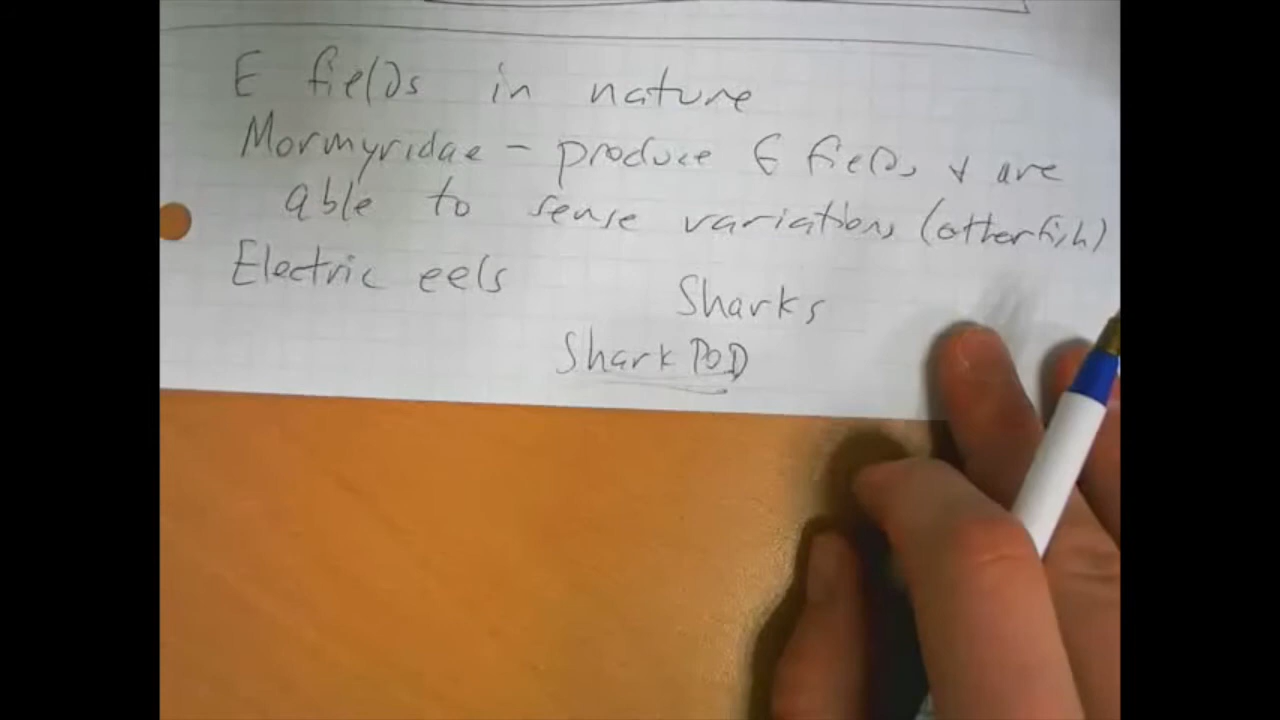 E fields in nature
Mormyridae - produce E fields & are
able to sense variations (other fish)
Electric eels
Sharks
Shark POD